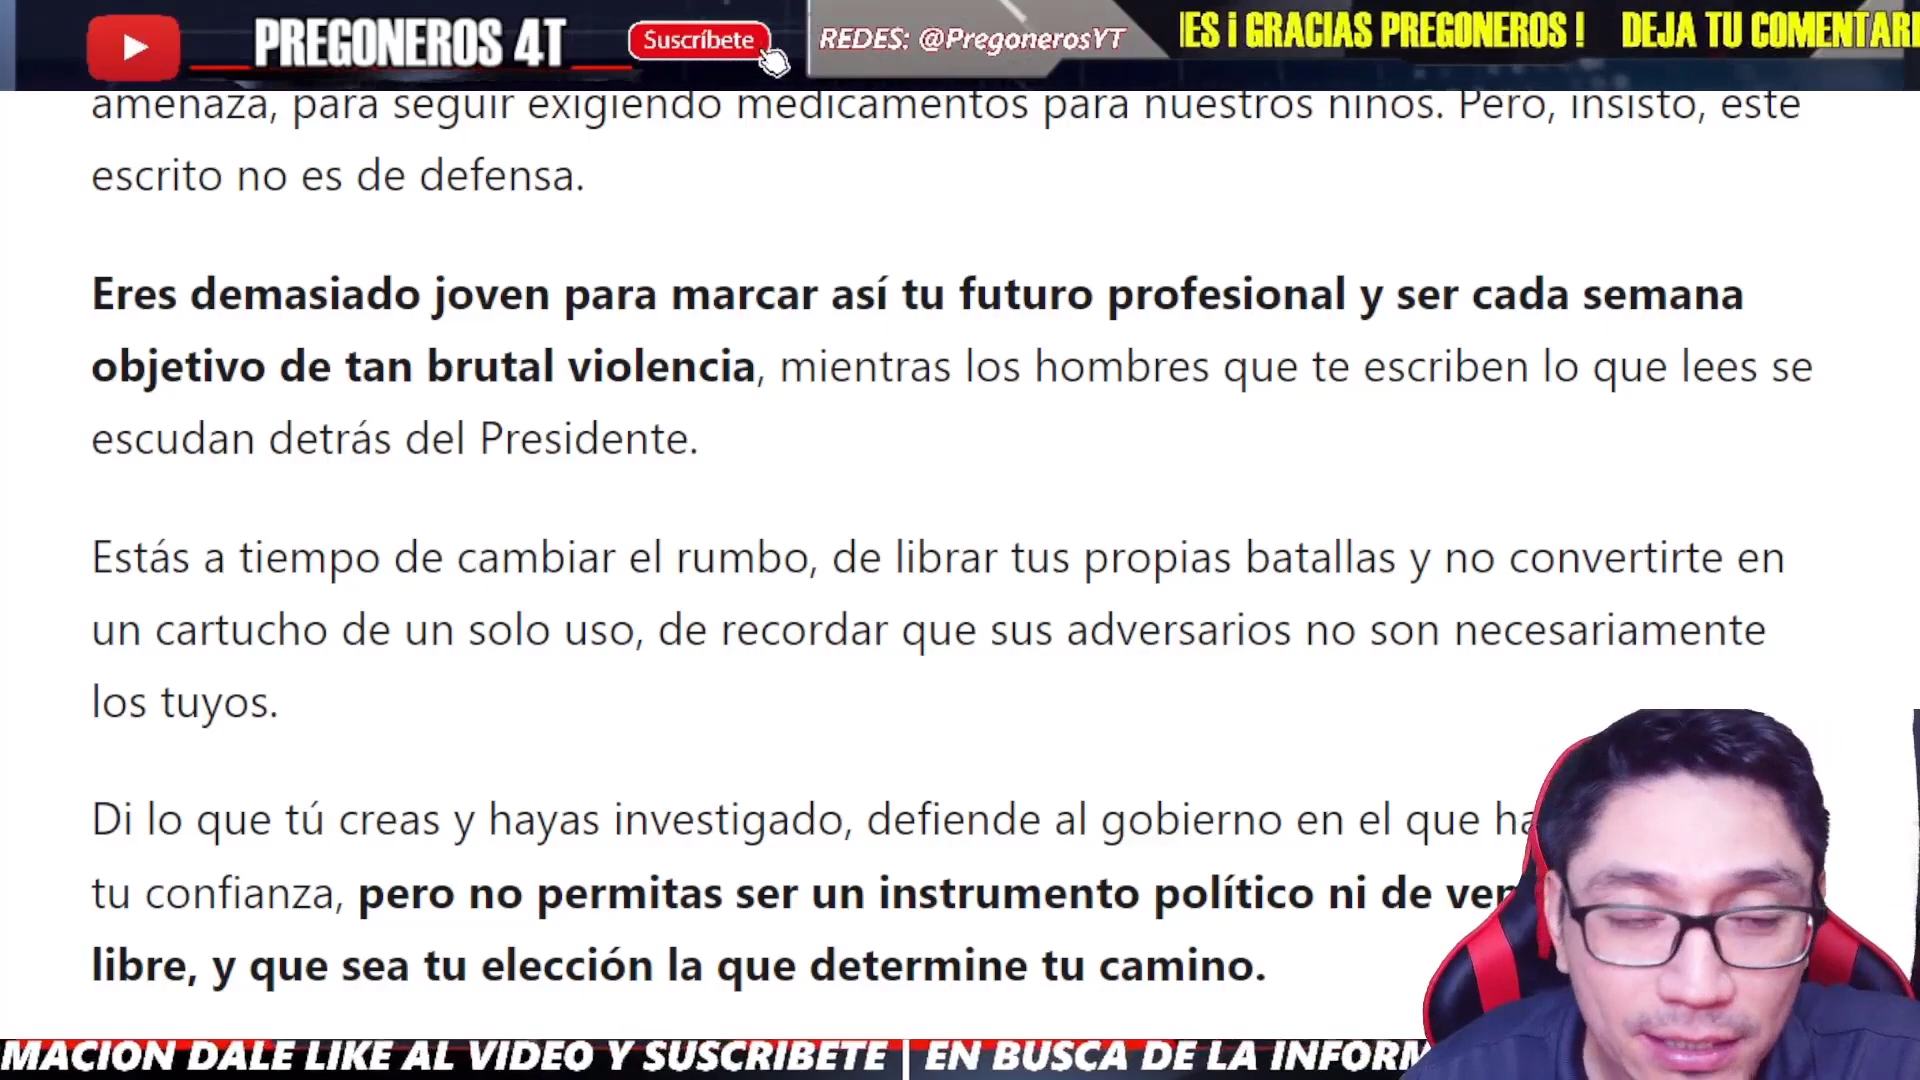 PREGONEROS 4T
Suscríbete
REDES: @PregonerosYT
¡GRACIAS PREGONEROS! DEJA TU
amenaza, para seguir exigiendo medicamentos para nuestros niños. Pero, insisto, este
escrito no es de defensa.
Eres demasiado joven para marcar así tu futuro profesional y ser cada semana
objetivo de tan brutal violencia, mientras los hombres que te escriben lo que lees se
escudan detrás del Presidente.
Estás a tiempo de cambiar el rumbo, de librar tus propias batallas y no convertirte en
un cartucho de un solo uso, de recordar que sus adversarios no son necesariamente
los tuyos.
Di lo que tú creas y hayas investigado, defiende al gobierno en el que
tu confianza, pero no permitas ser un instrumento político ni de
libre, y que sea tu elección la que determine tu camino.
MACION DALE LIKE AL VIDEO Y SUSCRIBETE | EN BUSCA DE LA